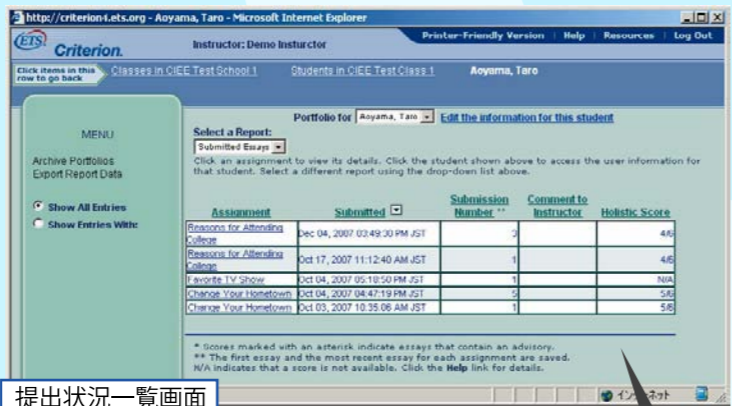 http://criterion4.ets.org - Aoyama, Taro - Microsoft Internet Explorer
ETS Criterion.
Instructor: Demo Insturctor
Printer-Friendly Version | Help | Resources | Log Out
Click items in this row to go back
Classes in CIEE Test School 1
Students in CIEE Test Class 1
Aoyama, Taro
MENU
Archive Portfolios
Export Report Data
Show All Entries
Show Entries With:
Portfolio for Aoyama, Taro Edit the information for this student
Select a Report:
Submitted Essays
Click an assignment to view its details. Click the student shown above to access the user information for
that student. Select a different report using the drop-down list above.
Assignment Submitted Submission Number ** Comment to Instructor Holistic Score
Reasons for Attending College Dec 04, 2007 03:49:30 PM JST 3 4/6
Reasons for Attending College Oct 17, 2007 11:12:40 AM JST 1 4/6
Favorite TV Show Oct 04, 2007 05:18:50 PM JST 1 N/A
Change Your Hometown Oct 04, 2007 04:47:19 PM JST 5 5/6
Change Your Hometown Oct 03, 2007 10:35:06 AM JST 1 5/6
* Scores marked with an asterisk indicate essays that contain an advisory.
** The first essay and the most recent essay for each assignment are saved.
N/A indicates that a score is not available. Click the Help link for details.
提出状況一覧画面